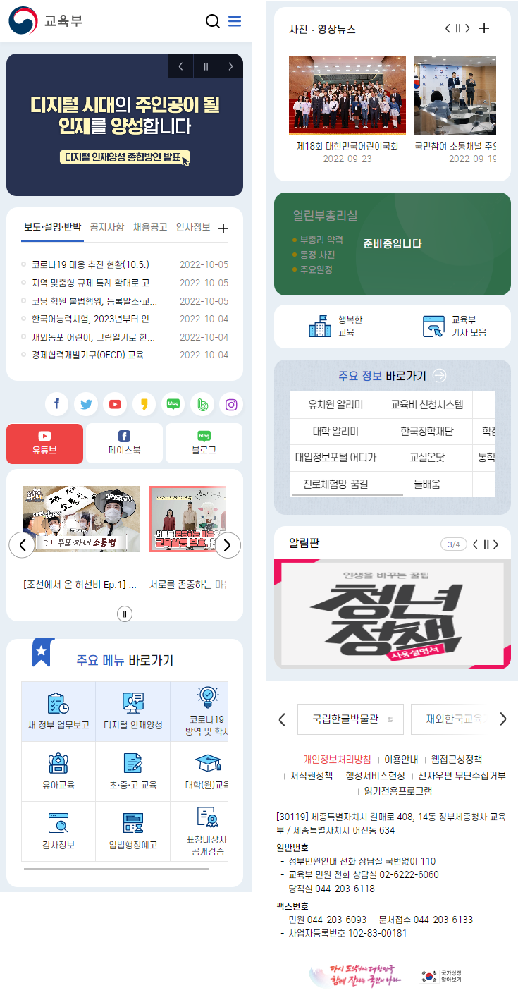 교육부
디지털 시대의 주인공이 될
인재를 양성합니다
디지털 인재양성 종합방안 발표
보도·설명·반박 공지사항 채용공고 인사정보
코로나19 대응 추진 현황(10.5.) 2022-10-05
지역 맞춤형 규제 특례 확대로 고... 2022-10-05
코딩 학원 불법행위, 등록말소·교... 2022-10-05
한국어능력시험, 2023년부터 인... 2022-10-04
재외동포 어린이, 그림일기로 한... 2022-10-04
경제협력개발기구(OECD) 교육... 2022-10-04
blog
유튜브
페이스북
blog
블로그
Ep.1 부모·자녀 소통법
서로를 존중하는 마음
교육활동 보호,
[조선에서 온 허선비 Ep.1] ... 서로를 존중하는 마음
주요 메뉴 바로가기
새 정부 업무보고
디지털 인재양성
코로나19
방역 및 학사
유아교육
초·중·고 교육
대학(원)교육
감사정보
입법행정예고
표창대상자
공개검증
사진 · 영상뉴스
제18회 대한민국어린이국회
2022-09-23
국민참여 소통채널 주요
2022-09-19
열린부총리실
부총리 약력
동정 사진
주요일정
준비중입니다
행복한
교육
교육부
기사 모음
주요 정보 바로가기
유치원 알리미 교육비 신청시스템
대학 알리미 한국장학재단 학점
대입정보포털 어디가 교실온닷 통학
진로체험망-꿈길 늘배움
알림판 3/4
인생을 바꾸는 꿀팁
청년
정책
사용설명서
국립한글박물관
재외한국교육
개인정보처리방침 이용안내 웹접근성정책
저작권정책 행정서비스헌장 전자우편 무단수집거부
읽기전용프로그램
[30119] 세종특별자치시 갈매로 408, 14동 정부세종청사 교육
부 / 세종특별자치시 어진동 634
일반번호
- 정부민원안내 전화 상담실 국번없이 110
- 교육부 민원 전화 상담실 02-6222-6060
- 당직실 044-203-6118
팩스번호
- 민원 044-203-6093 - 문서접수 044-203-6133
- 사업자등록번호 102-83-00181
다시 도약하는 대한민국
함께 잘사는 국민의 나라
국가상징
알아보기